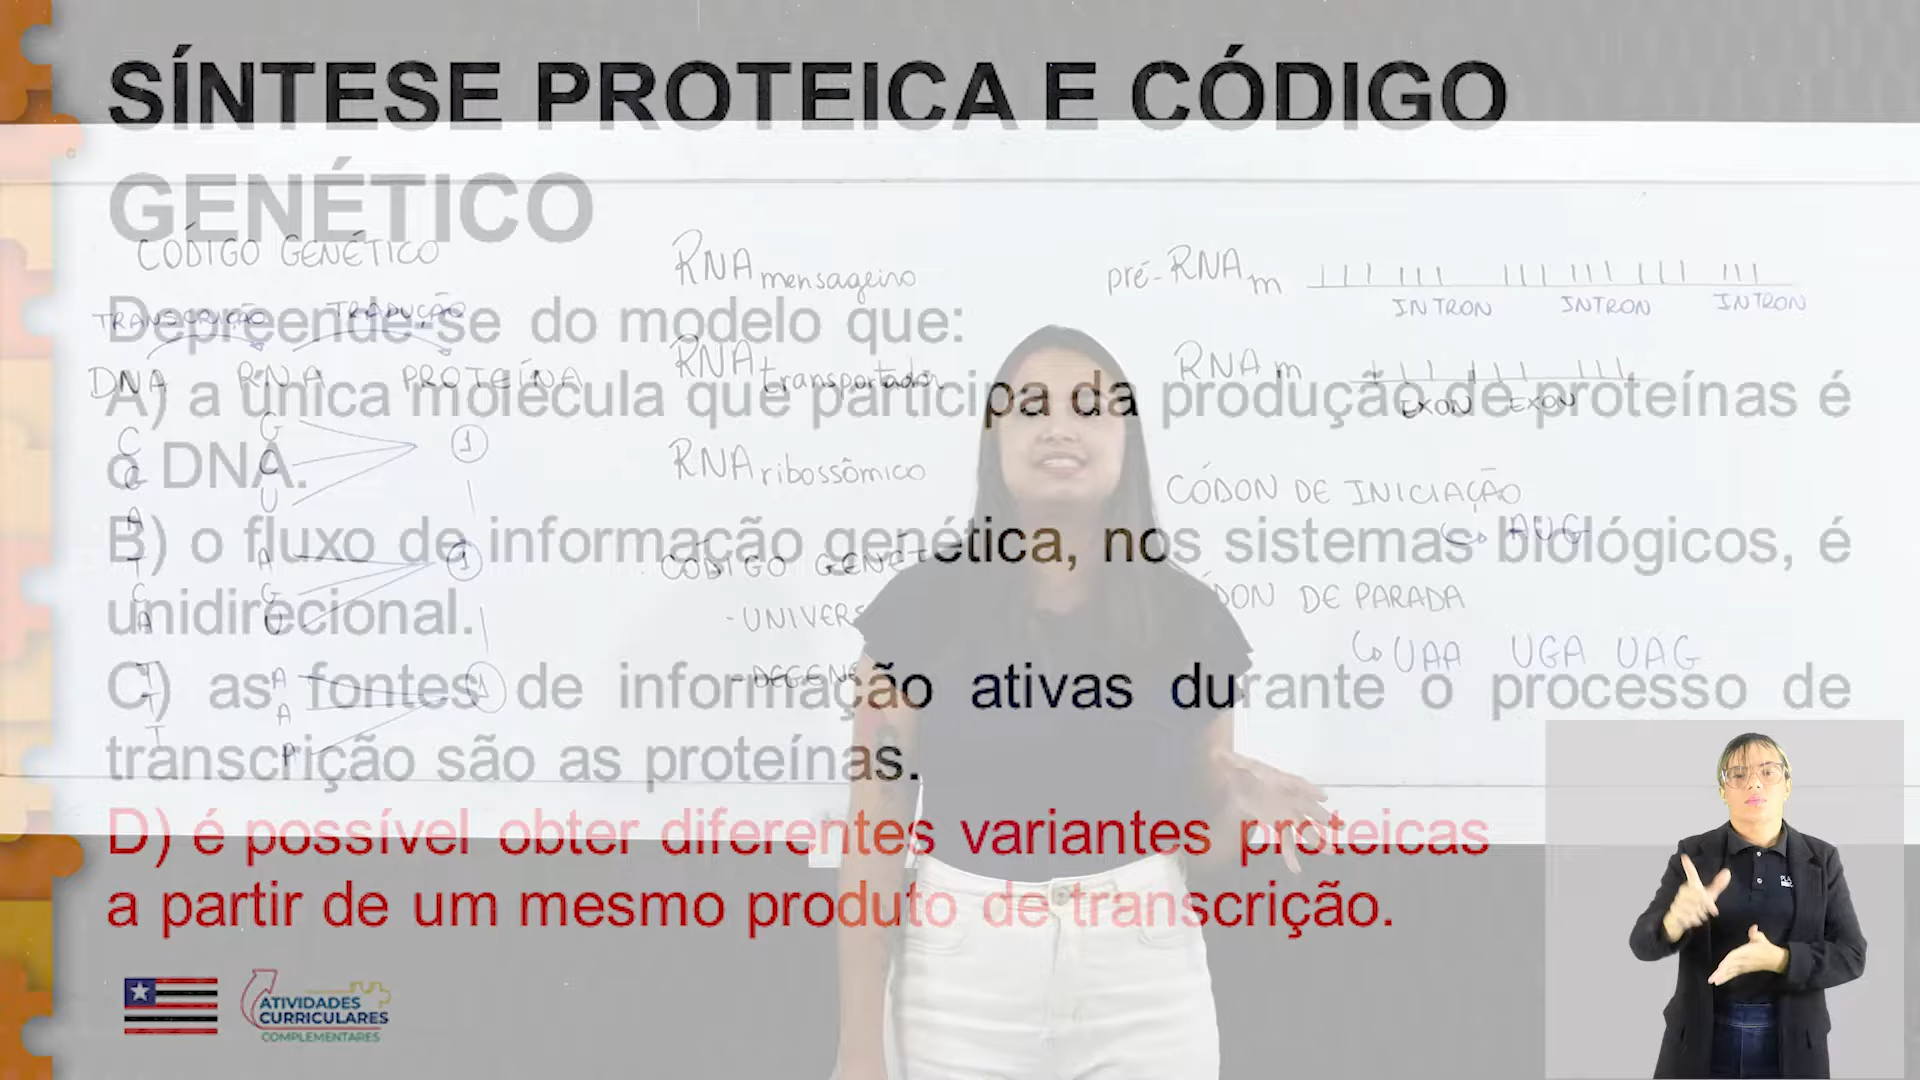 SÍNTESE PROTEICA E CÓDIGO
GENÉTICO
Depreende-se do modelo que:
A) a única molécula que participa da produção de proteínas é
o DNA.
B) o fluxo de informação genética, nos sistemas biológicos, é
unidirecional.
C) as fontes de informação ativas durante o processo de
transcrição são as proteínas.
D) é possível obter diferentes variantes proteicas
a partir de um mesmo produto de transcrição.
CÓDIGO GENÉTICO
TRANSCRIÇÃO TRADUÇÃO
DNA RNA PROTEÍNA
RNA mensageiro
RNA transportador
RNA ribossômico
CÓDIGO
pré-RNAm
INTRON INTRON INTRON
RNAm
EXON EXON
CÓDON DE INICIAÇÃO
AUG
DE PARADA
UAA UGA UAG
ATIVIDADES
CURRICULARES
COMPLEMENTARES